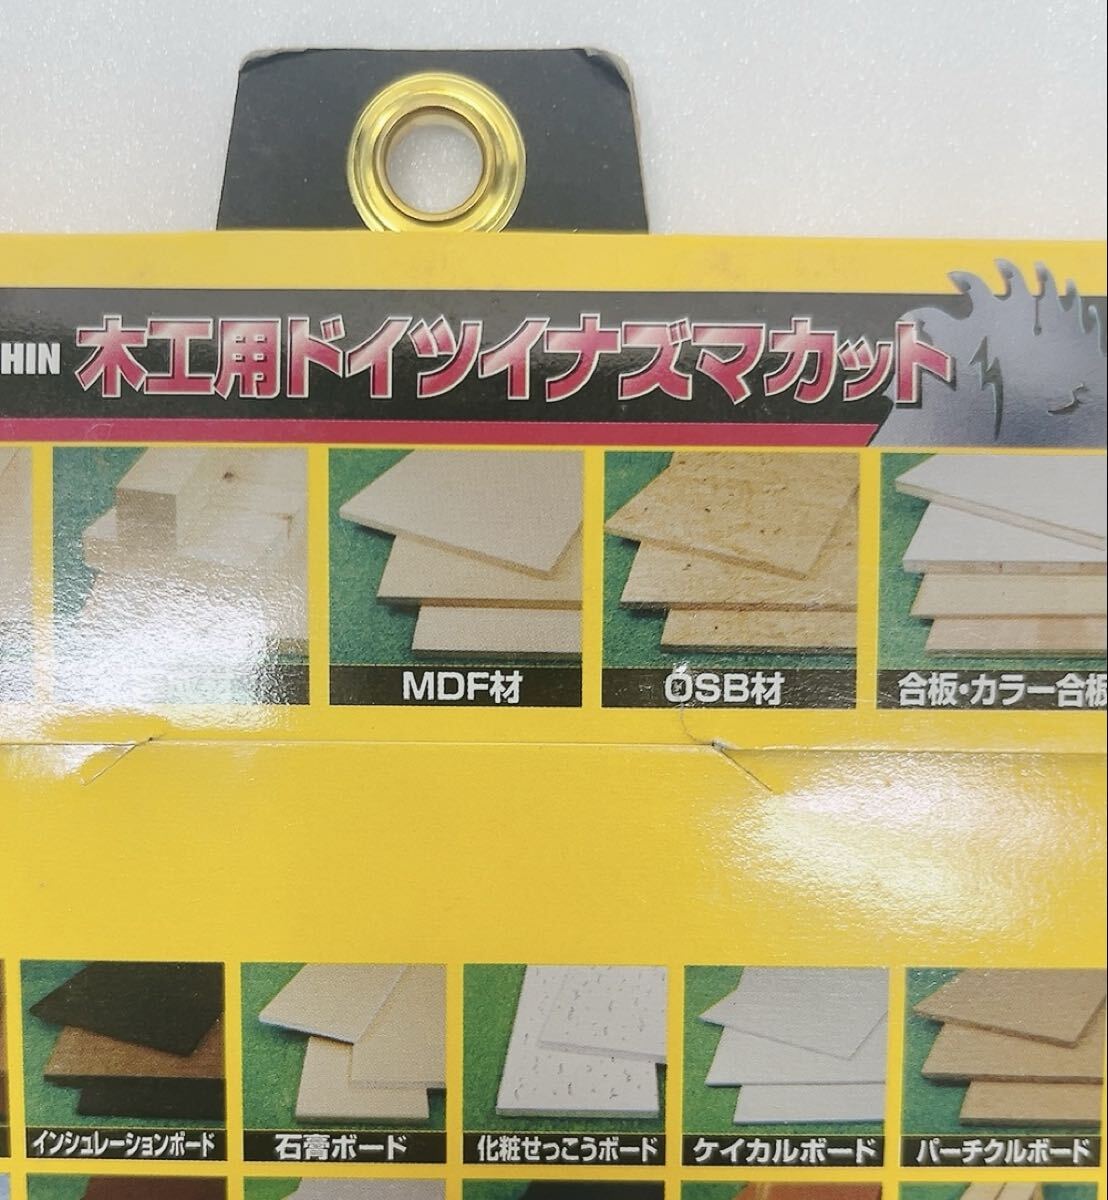 HIN 木工用ドイツイナズマカット
MDF材
OSB材
合板・カラー合板
インシュレーションボード
石膏ボード
化粧せっこうボード
ケイカルボード
パーチクルボード